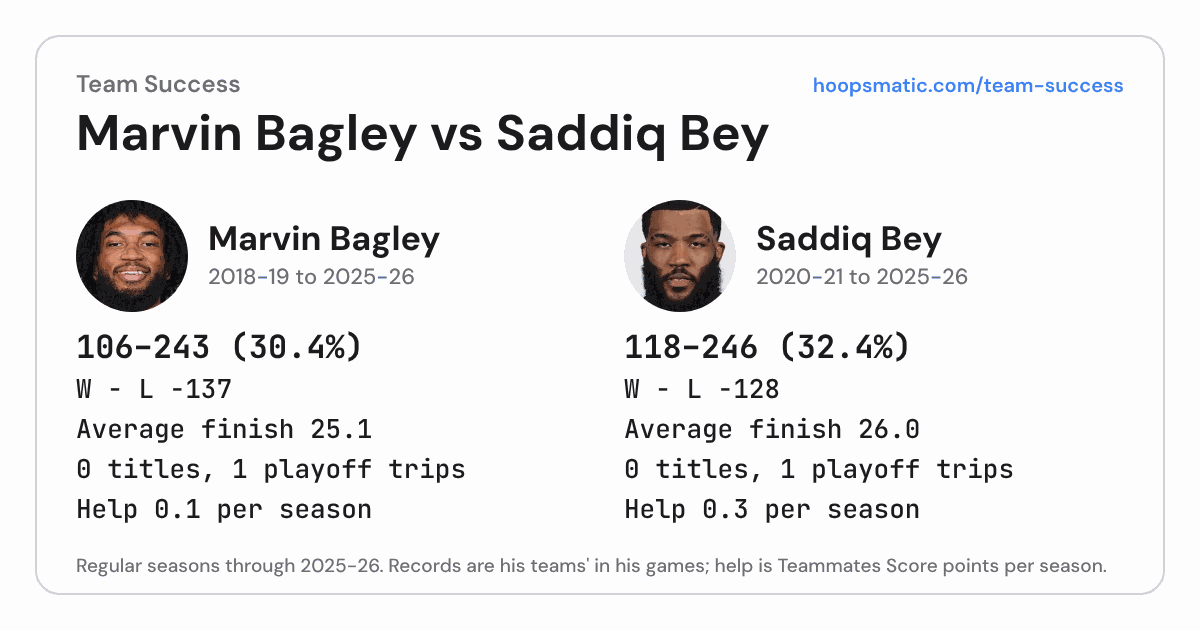 Team Success
hoopsmatic.com/team-success
Marvin Bagley vs Saddiq Bey
Marvin Bagley
2018-19 to 2025-26
106-243 (30.4%)
W - L -137
Average finish 25.1
0 titles, 1 playoff trips
Help 0.1 per season
Saddiq Bey
2020-21 to 2025-26
118-246 (32.4%)
W - L -128
Average finish 26.0
0 titles, 1 playoff trips
Help 0.3 per season
Regular seasons through 2025-26. Records are his teams' in his games; help is Teammates Score points per season.